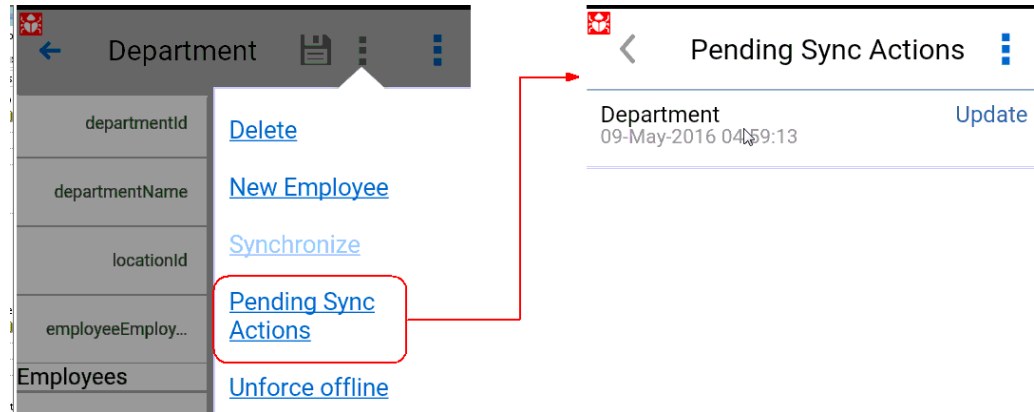 Department
departmentId
departmentName
locationId
employeeEmploy...
Employees
Delete
New Employee
Synchronize
Pending Sync
Actions
Unforce offline
Pending Sync Actions
Department
Update
09-May-2016 04:59:13